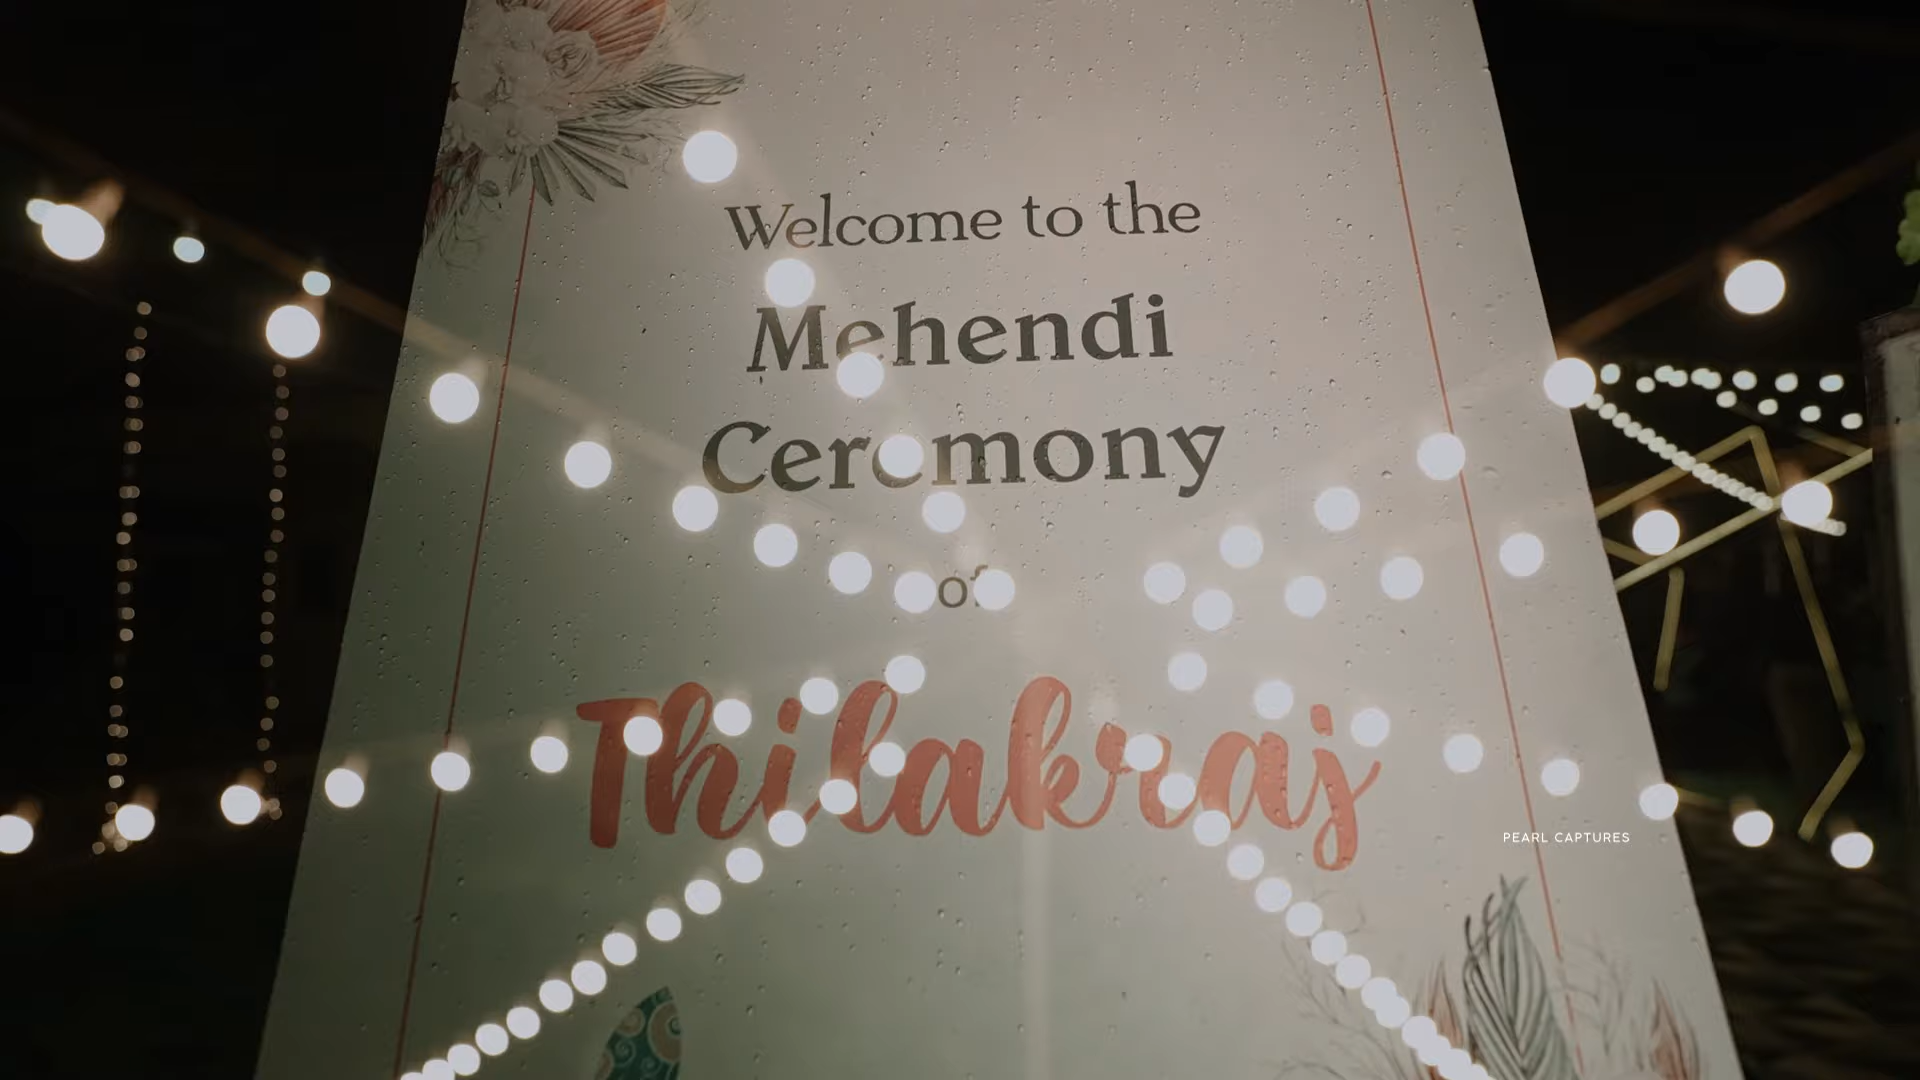 Welcome to the
Mehendi
Ceremony
of
Thilakraj
PEARL CAPTURES